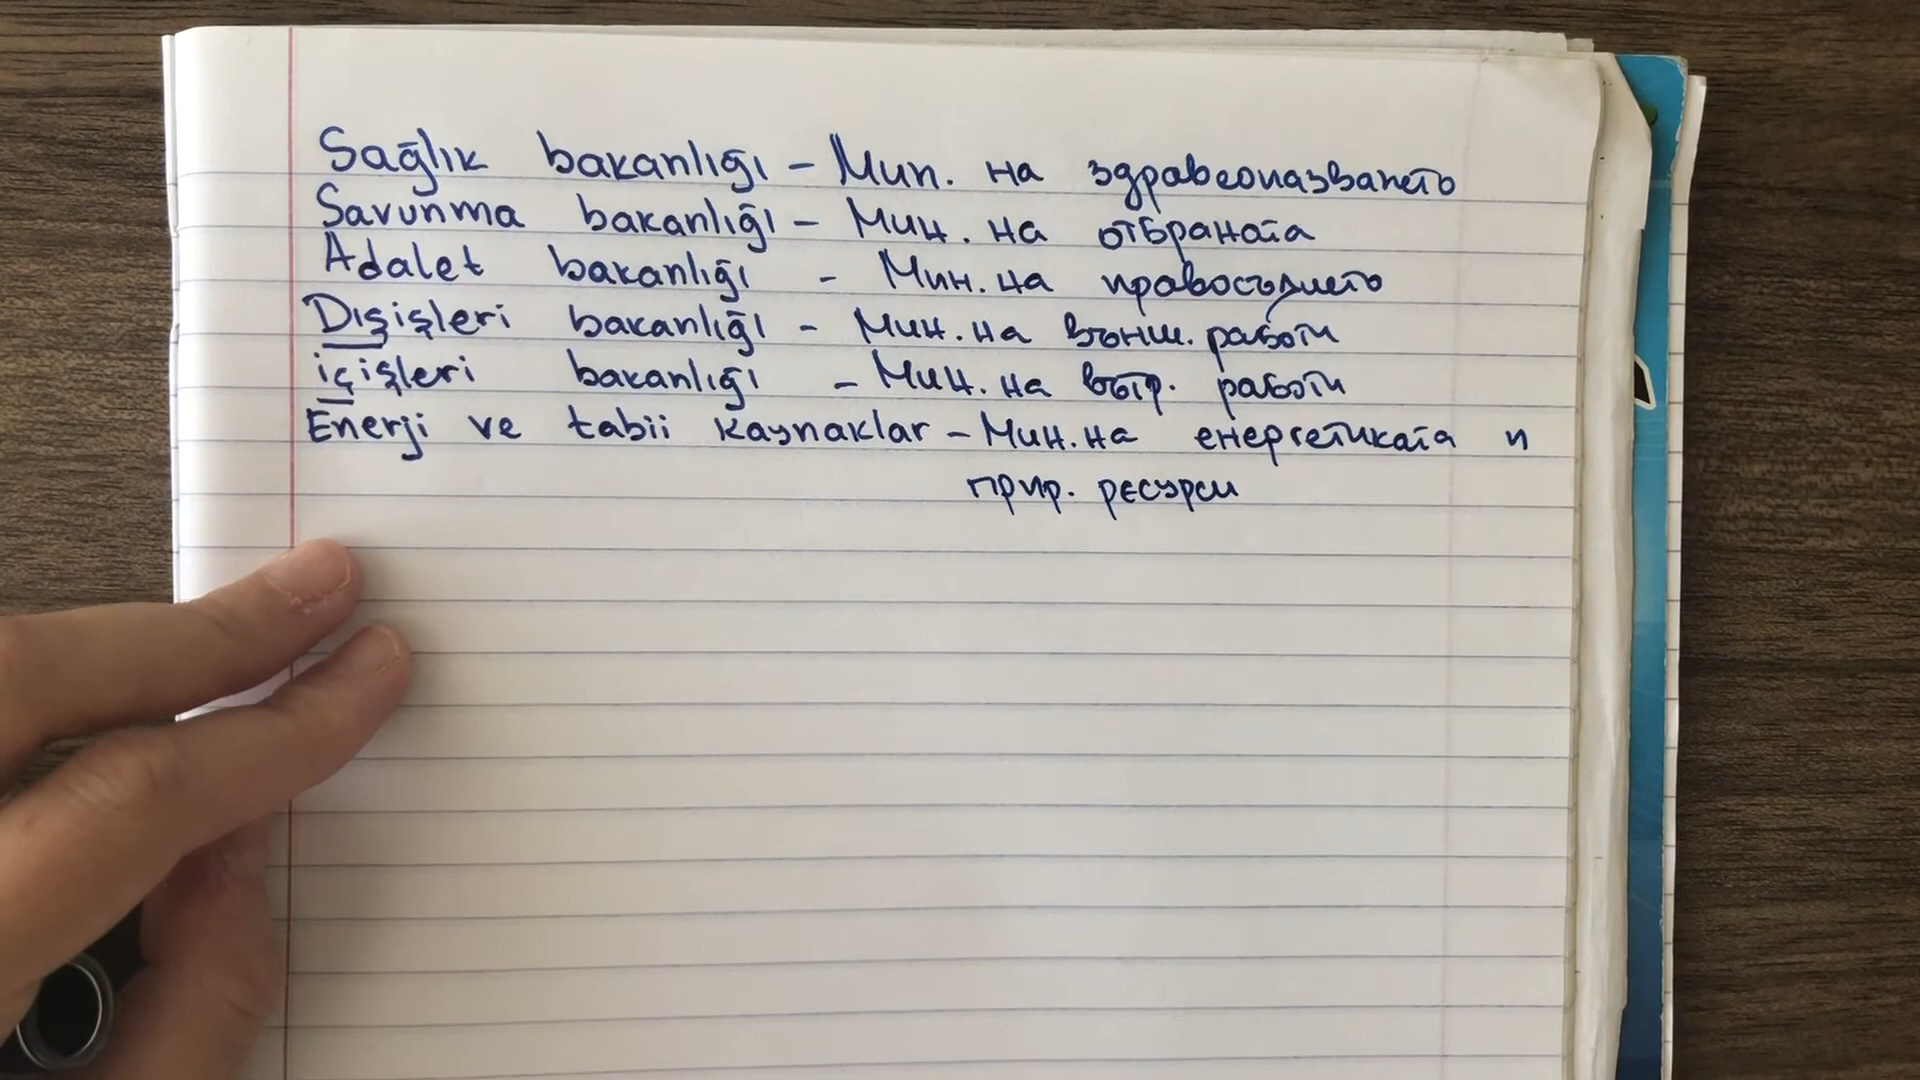 Sağlık bakanlığı - Мин. на здравеопазването
Savunma bakanlığı - Мин. на отбраната
Adalet bakanlığı - Мин. на правосъдието
Dışişleri bakanlığı - Мин. на външ. работи
içişleri bakanlığı - Мин. на вътр. работи
Enerji ve tabii kaynaklar - Мин. на енергетиката и
прир. ресурси